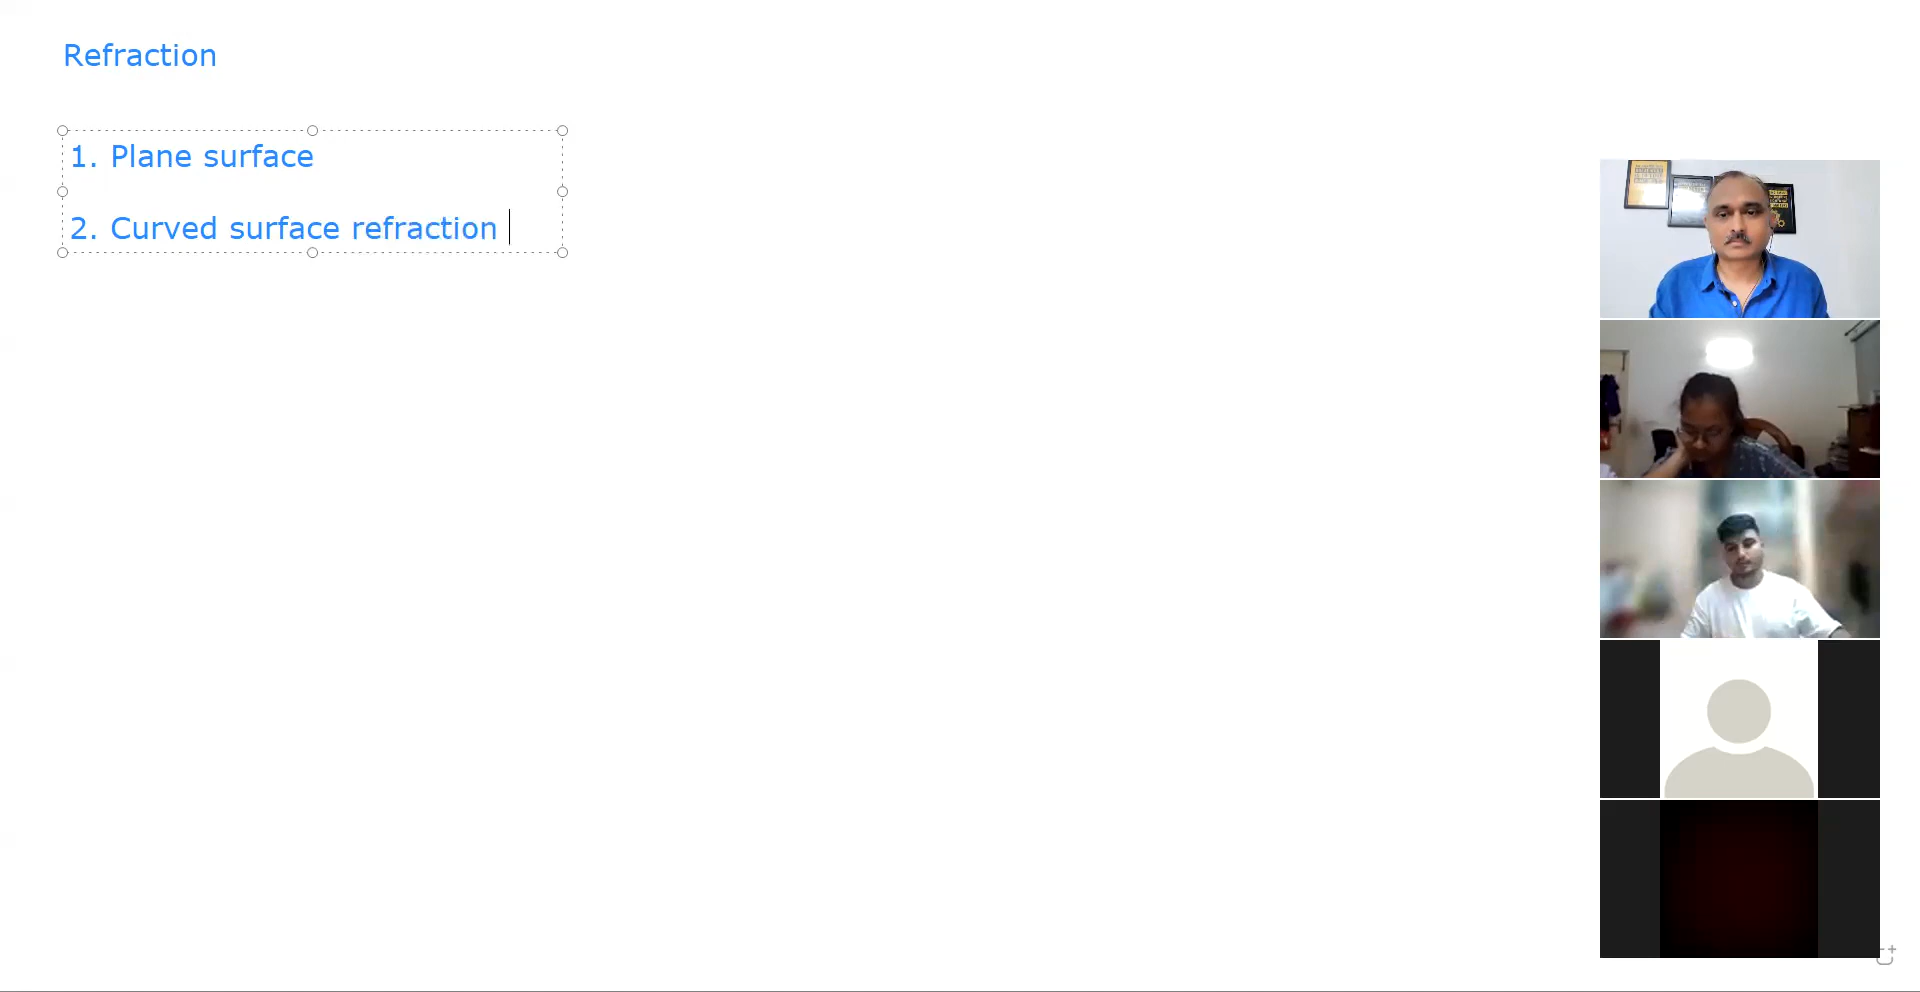 Refraction
1. Plane surface
2. Curved surface refraction